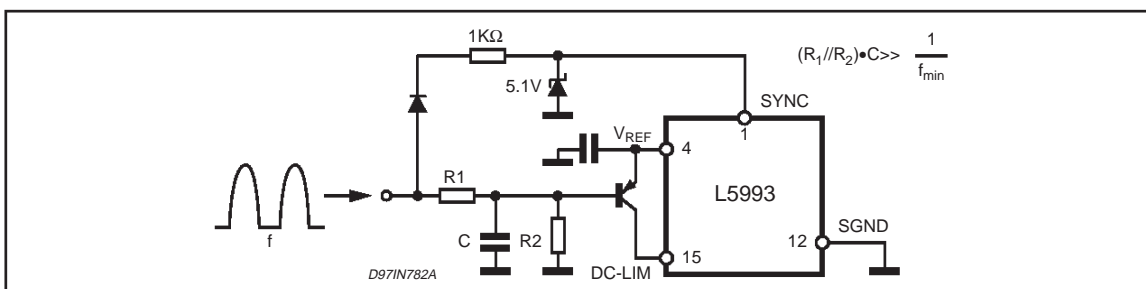 1KΩ
(R1//R2)•C>> 1
fmin
5.1V
SYNC
1
VREF
4
R1
L5993
f
C
R2
SGND
12
15
DC-LIM
D97IN782A